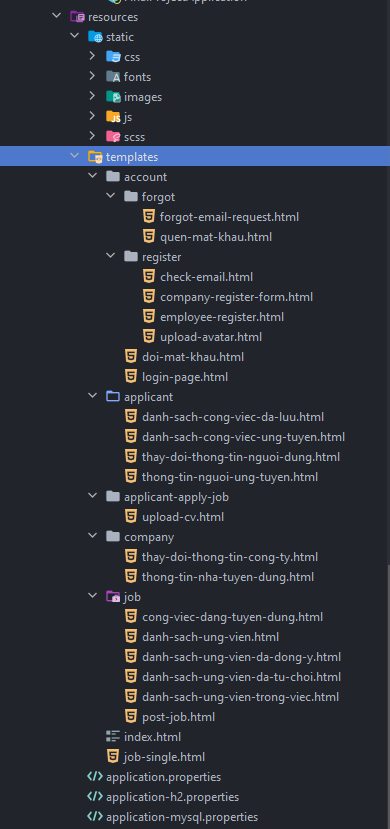 resources
static
css
fonts
images
js
scss
templates
account
forgot
forgot-email-request.html
quen-mat-khau.html
register
check-email.html
company-register-form.html
employee-register.html
upload-avatar.html
doi-mat-khau.html
login-page.html
applicant
danh-sach-cong-viec-da-luu.html
danh-sach-cong-viec-ung-tuyen.html
thay-doi-thong-tin-nguoi-dung.html
thong-tin-nguoi-ung-tuyen.html
applicant-apply-job
upload-cv.html
company
thay-doi-thong-tin-cong-ty.html
thong-tin-nha-tuyen-dung.html
job
cong-viec-dang-tuyen-dung.html
danh-sach-ung-vien.html
danh-sach-ung-vien-da-dong-y.html
danh-sach-ung-vien-da-tu-choi.html
danh-sach-ung-vien-trong-viec.html
post-job.html
index.html
job-single.html
application.properties
application-h2.properties
application-mysql.properties